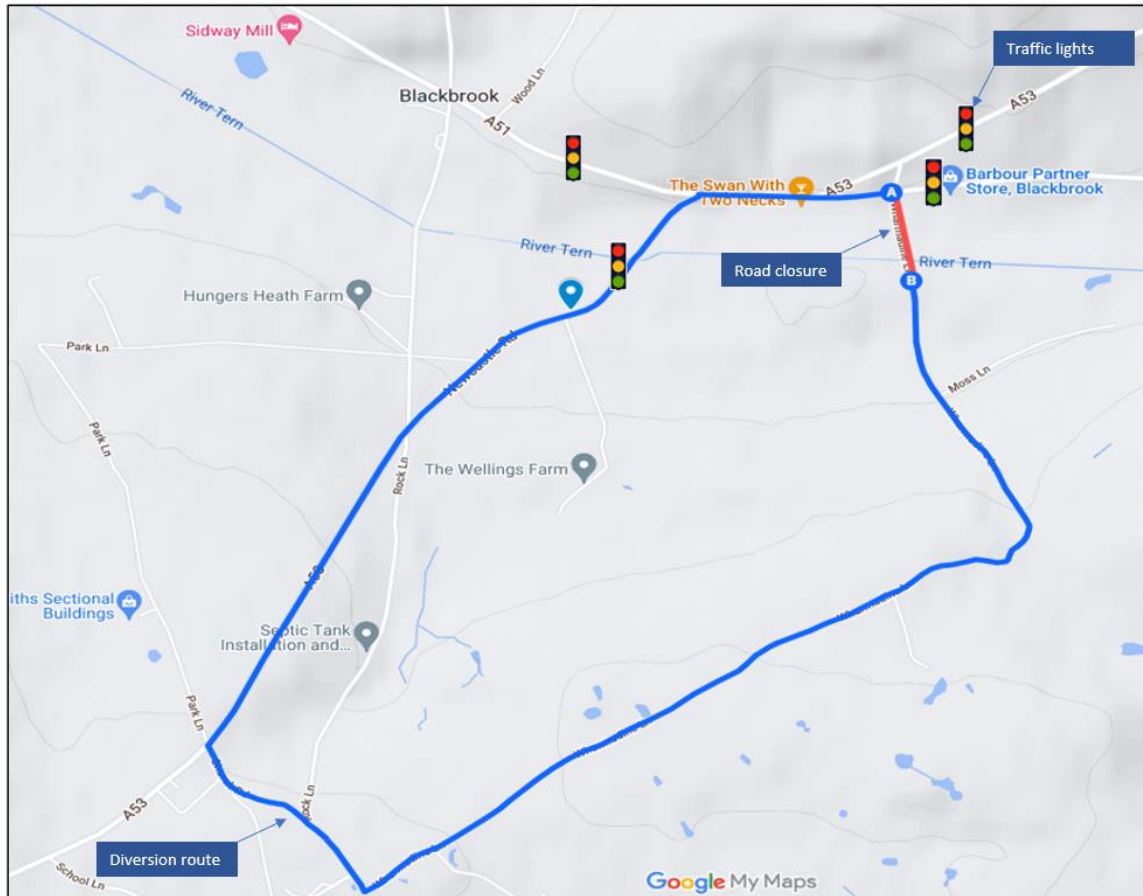 Sidway Mill
Traffic lights
River Tern
Blackbrook
Wood Ln
A53
A51
The Swan With
Two Necks
A53
Barbour Partner
Store, Blackbrook
A
River Tern
Road closure
River Tern
B
Hungers Heath Farm
Park Ln
Newcastle Rd
Moss Ln
Park Ln
Rock Ln
The Wellings Farm
A53
iths Sectional
Buildings
Septic Tank
Installation and...
Park Ln
Rock Ln
A53
Diversion route
School Ln
Google My Maps